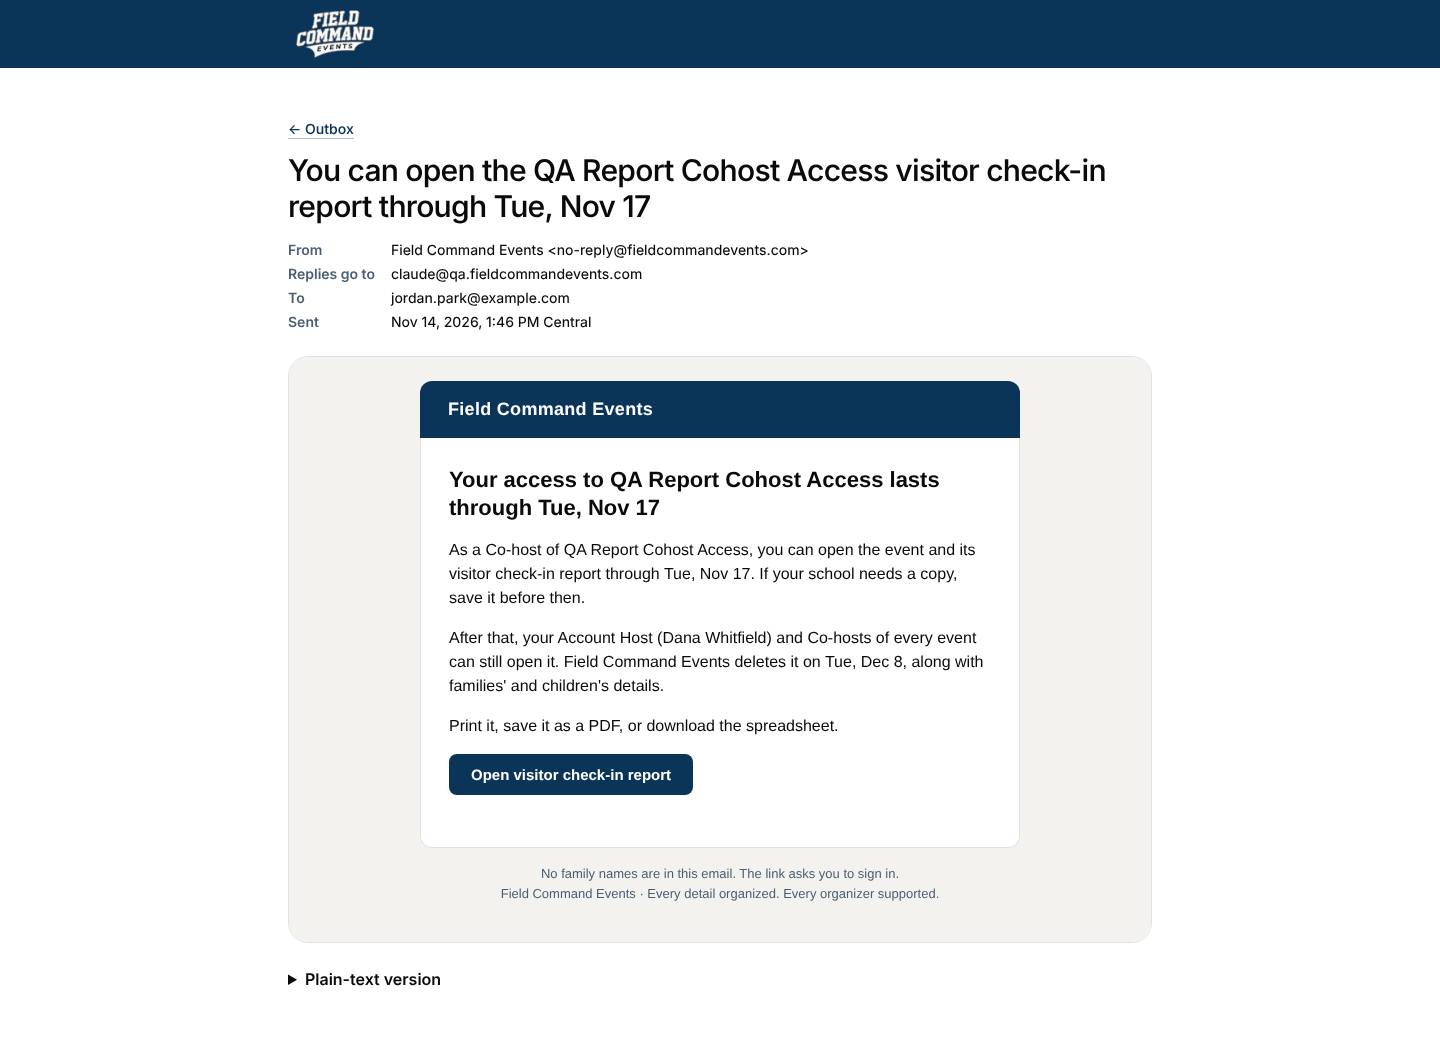 FIELD
COMMAND
EVENTS
← Outbox
You can open the QA Report Cohost Access visitor check-in
report through Tue, Nov 17
From Field Command Events <no-reply@fieldcommandevents.com>
Replies go to claude@qa.fieldcommandevents.com
To jordan.park@example.com
Sent Nov 14, 2026, 1:46 PM Central
Field Command Events
Your access to QA Report Cohost Access lasts
through Tue, Nov 17
As a Co-host of QA Report Cohost Access, you can open the event and its
visitor check-in report through Tue, Nov 17. If your school needs a copy,
save it before then.
After that, your Account Host (Dana Whitfield) and Co-hosts of every event
can still open it. Field Command Events deletes it on Tue, Dec 8, along with
families' and children's details.
Print it, save it as a PDF, or download the spreadsheet.
Open visitor check-in report
No family names are in this email. The link asks you to sign in.
Field Command Events · Every detail organized. Every organizer supported.
Plain-text version